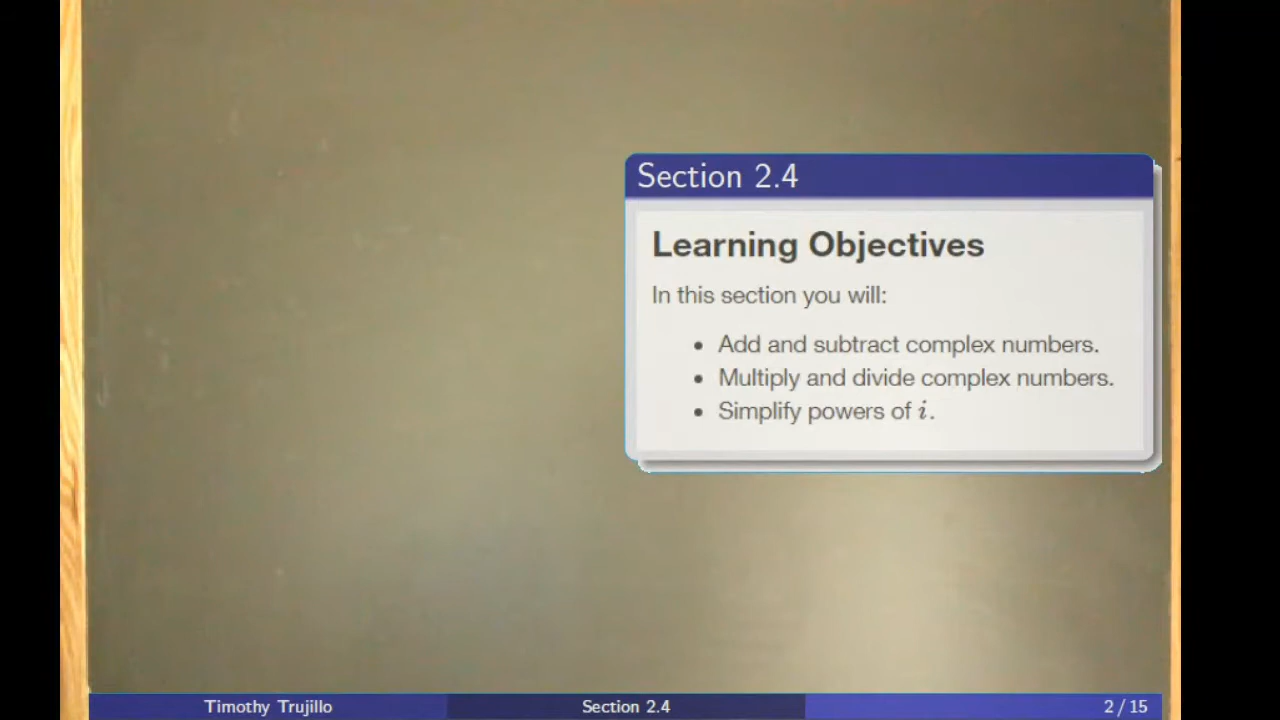 Section 2.4
Learning Objectives
In this section you will:
• Add and subtract complex numbers.
• Multiply and divide complex numbers.
• Simplify powers of i.
Timothy Trujillo
Section 2.4
2 / 15